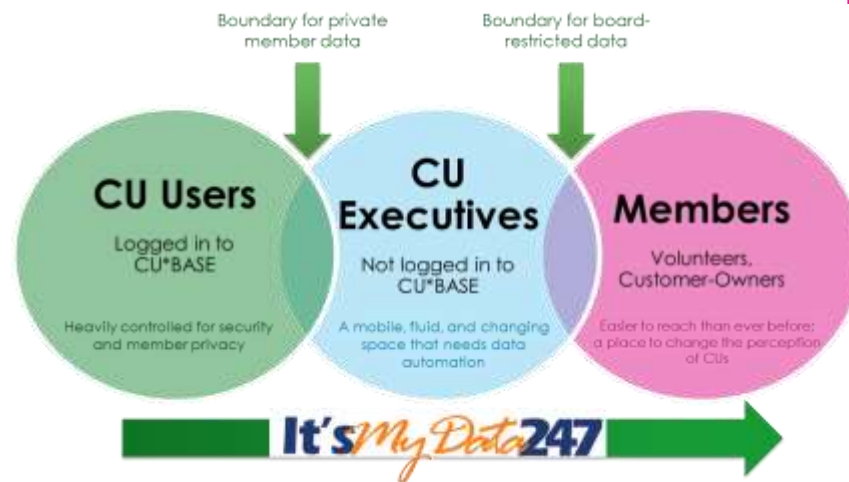 Boundary for private
member data
Boundary for board-
restricted data
CU Users
Logged in to
CU*BASE
Heavily controlled for security
and member privacy
CU
Executives
Not logged in to
CU*BASE
A mobile, fluid, and changing
space that needs data
automation
Members
Volunteers,
Customer-Owners
Easier to reach than ever before;
a place to change the perception
of CUs
It'sMyData247